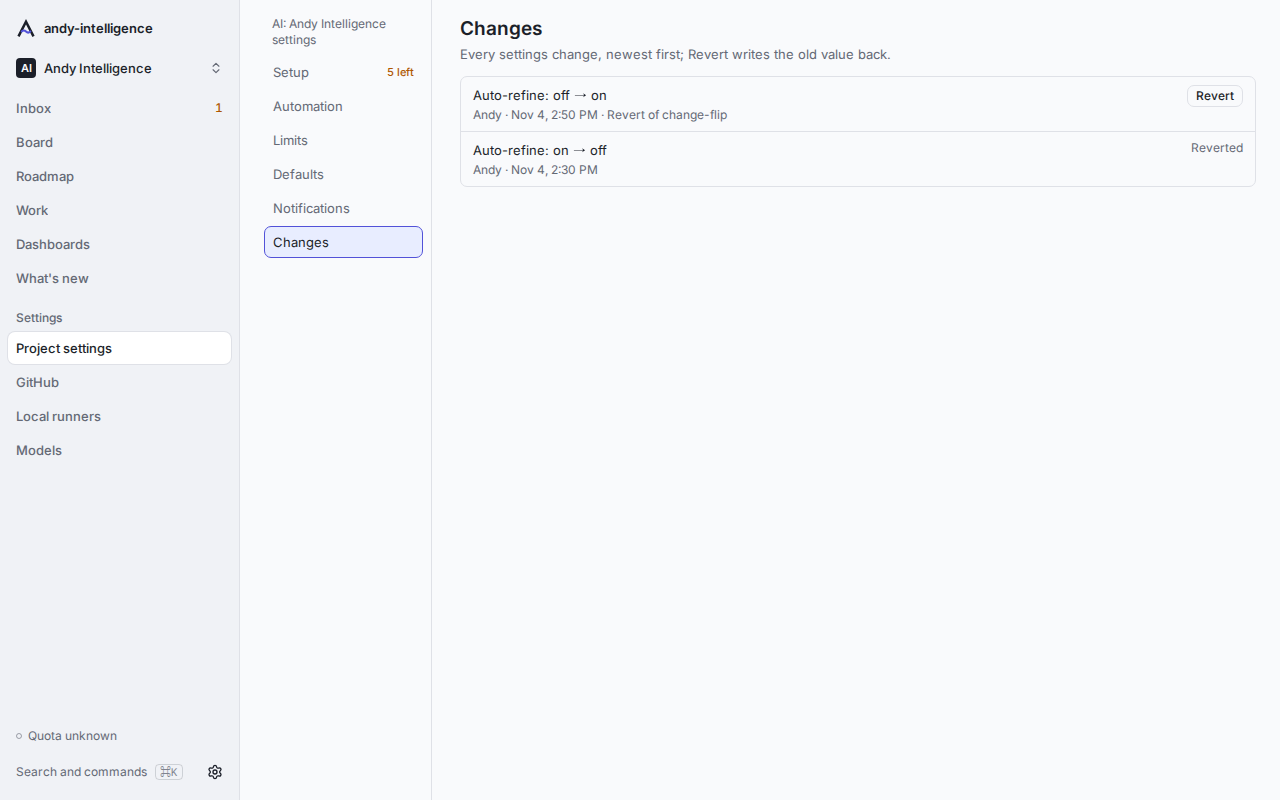 andy-intelligence
AI Andy Intelligence
Inbox 1
Board
Roadmap
Work
Dashboards
What's new
Settings
Project settings
GitHub
Local runners
Models
Quota unknown
Search and commands ⌘K
AI: Andy Intelligence
settings
Setup 5 left
Automation
Limits
Defaults
Notifications
Changes
Changes
Every settings change, newest first; Revert writes the old value back.
Auto-refine: off → on
Revert
Andy · Nov 4, 2:50 PM · Revert of change-flip
Auto-refine: on → off
Reverted
Andy · Nov 4, 2:30 PM